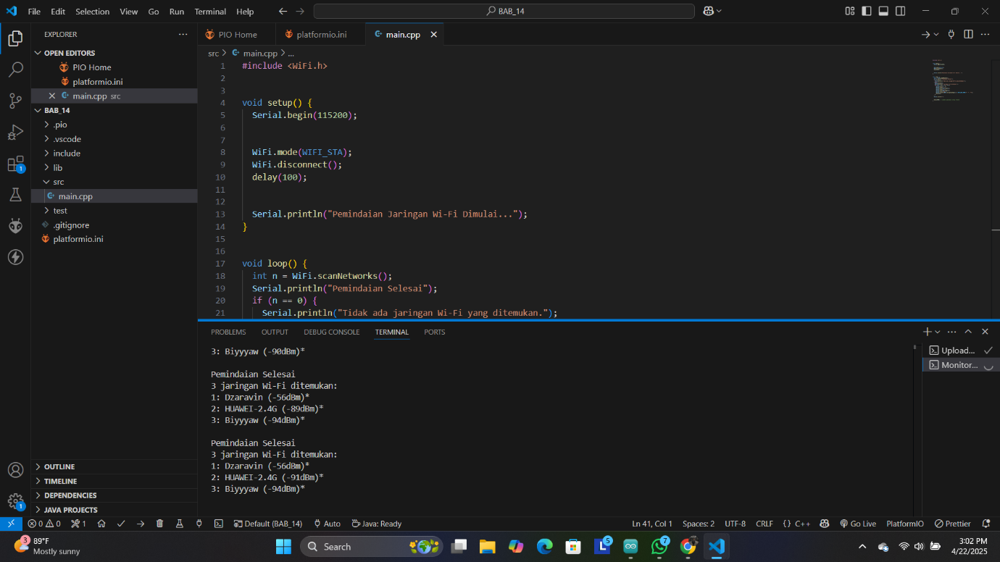 File Edit Selection View Go Run Terminal Help
BAB_14
EXPLORER
OPEN EDITORS
PIO Home
platformio.ini
main.cpp src
BAB_14
.pio
.vscode
include
lib
src
main.cpp
test
.gitignore
platformio.ini
OUTLINE
TIMELINE
DEPENDENCIES
JAVA PROJECTS
1
1
PIO Home platformio.ini main.cpp
src > main.cpp > ...
1 #include <WiFi.h>
2
3
4 void setup() {
5 Serial.begin(115200);
6
7
8 WiFi.mode(WIFI_STA);
9 WiFi.disconnect();
10 delay(100);
11
12
13 Serial.println("Pemindaian Jaringan Wi-Fi Dimulai...");
14 }
15
16
17 void loop() {
18 int n = WiFi.scanNetworks();
19 Serial.println("Pemindaian Selesai");
20 if (n == 0) {
21 Serial.println("Tidak ada jaringan Wi-Fi yang ditemukan.");
PROBLEMS OUTPUT DEBUG CONSOLE TERMINAL PORTS
3: Biyyyaw (-90dBm)*
Pemindaian Selesai
3 jaringan Wi-Fi ditemukan:
1: Dzaravin (-56dBm)*
2: HUAWEI-2.4G (-89dBm)*
3: Biyyyaw (-94dBm)*
Pemindaian Selesai
3 jaringan Wi-Fi ditemukan:
1: Dzaravin (-56dBm)*
2: HUAWEI-2.4G (-91dBm)*
3: Biyyyaw (-94dBm)*
Upload...
Monitor...
0 0 1 Default (BAB_14) Auto Java: Ready Ln 41, Col 1 Spaces: 2 UTF-8 CRLF {} C++ Go Live PlatformIO Prettier
3 89°F
Mostly sunny
Search
5
7
3:02 PM
4/22/2025